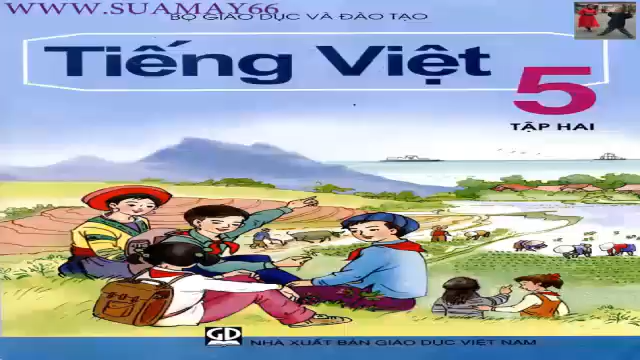 WWW.SUAMAY66
BỘ GIÁO DỤC VÀ ĐÀO TẠO
Tiếng Việt 5
TẬP HAI
GD
NHÀ XUẤT BẢN GIÁO DỤC VIỆT NAM